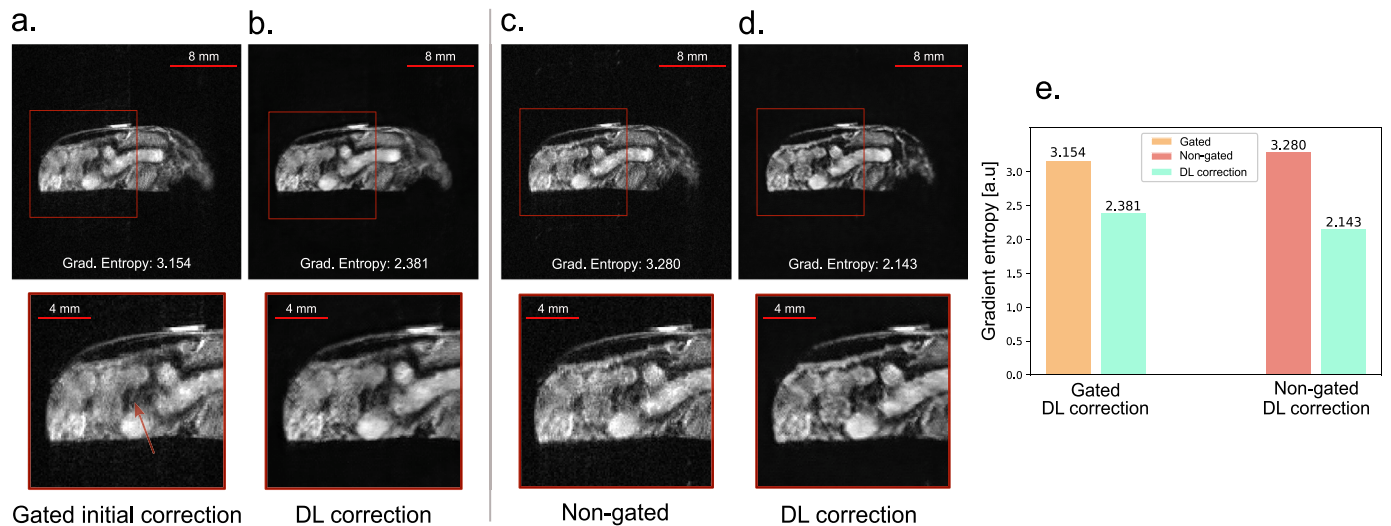 a.
b.
c.
d.
8 mm
8 mm
8 mm
8 mm
Grad. Entropy: 3.154
Grad. Entropy: 2.381
Grad. Entropy: 3.280
Grad. Entropy: 2.143
4 mm
4 mm
4 mm
4 mm
Gated initial correction
DL correction
Non-gated
DL correction
e.
Gradient entropy [a.u]
3.0
2.5
2.0
1.5
1.0
0.5
0.0
3.154
2.381
3.280
2.143
Gated
Non-gated
DL correction
Gated
DL correction
Non-gated
DL correction